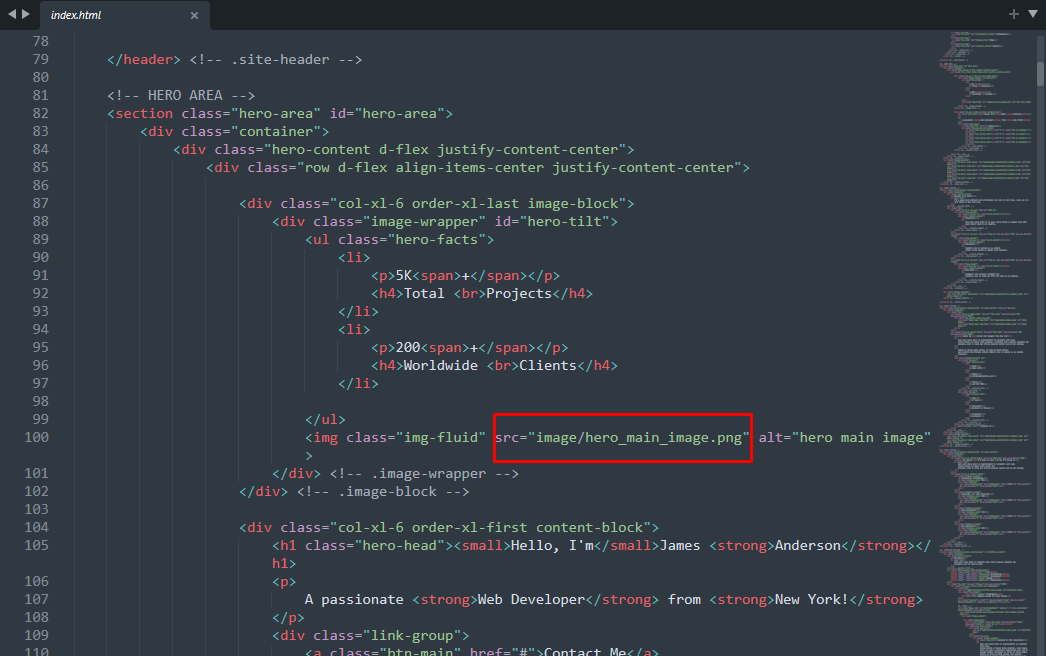 index.html
78
79 </header> <!-- .site-header -->
80
81 <!-- HERO AREA -->
82 <section class="hero-area" id="hero-area">
83 <div class="container">
84 <div class="hero-content d-flex justify-content-center">
85 <div class="row d-flex align-items-center justify-content-center">
86
87 <div class="col-xl-6 order-xl-last image-block">
88 <div class="image-wrapper" id="hero-tilt">
89 <ul class="hero-facts">
90 <li>
91 <p>5K<span>+</span></p>
92 <h4>Total <br>Projects</h4>
93 </li>
94 <li>
95 <p>200<span>+</span></p>
96 <h4>Worldwide <br>Clients</h4>
97 </li>
98
99 </ul>
100 <img class="img-fluid" src="image/hero_main_image.png" alt="hero main image"
>
101 </div> <!-- .image-wrapper -->
102 </div> <!-- .image-block -->
103
104 <div class="col-xl-6 order-xl-first content-block">
105 <h1 class="hero-head"><small>Hello, I'm</small>James <strong>Anderson</strong></
h1>
106 <p>
107 A passionate <strong>Web Developer</strong> from <strong>New York!</strong>
108 </p>
109 <div class="link-group">
110 <a class="btn-main" href="#">Contact Me</a>